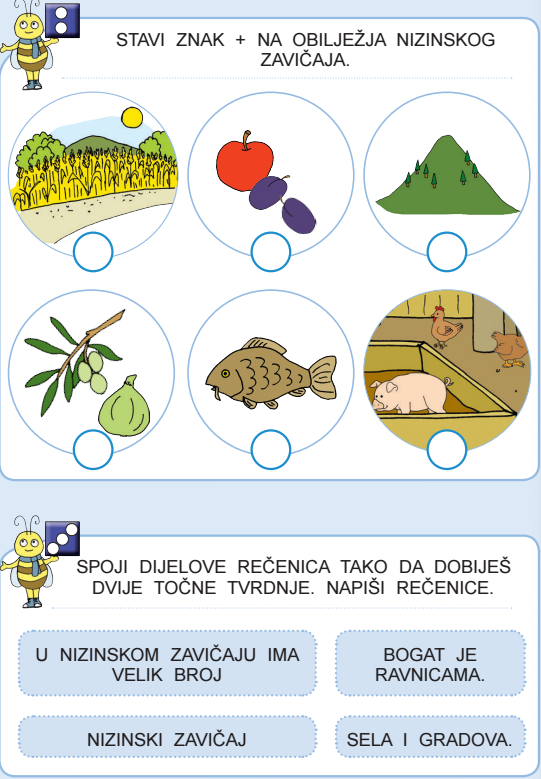 STAVI ZNAK + NA OBILJEŽJA NIZINSKOG
ZAVIČAJA.
SPOJI DIJELOVE REČENICA TAKO DA DOBIJEŠ
DVIJE TOČNE TVRDNJE. NAPIŠI REČENICE.
U NIZINSKOM ZAVIČAJU IMA
VELIK BROJ
BOGAT JE
RAVNICAMA.
NIZINSKI ZAVIČAJ
SELA I GRADOVA.